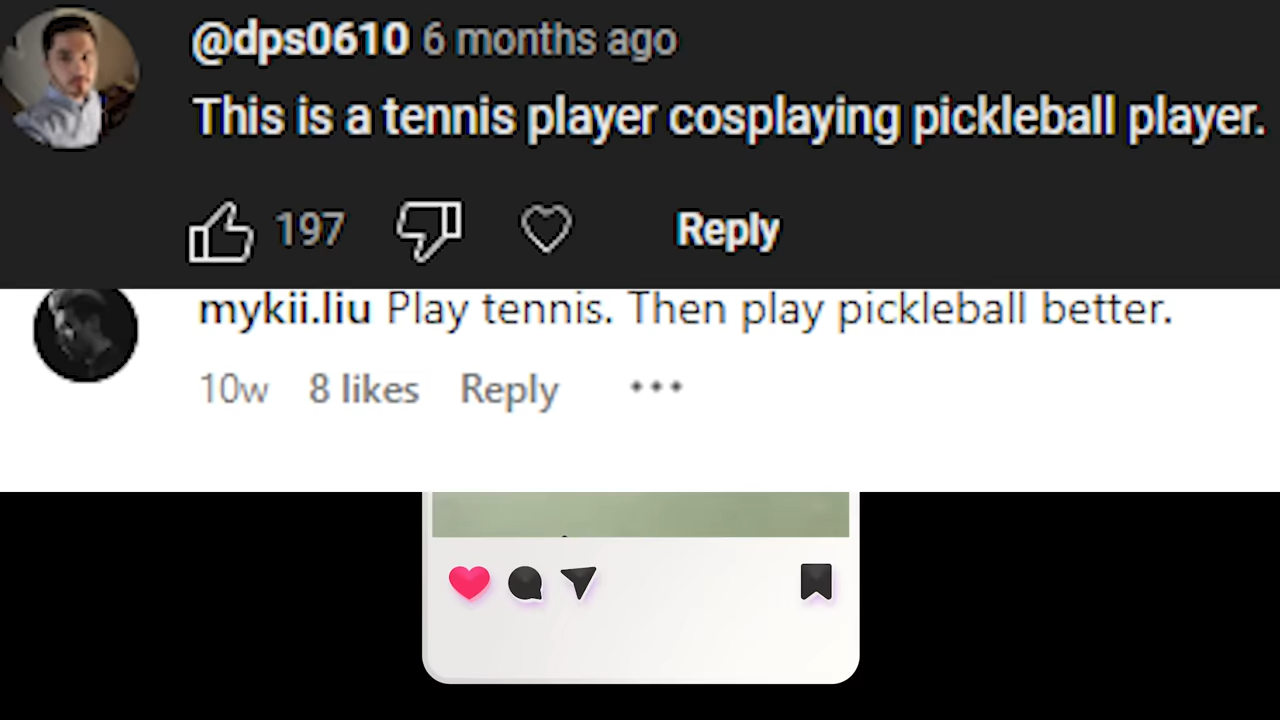 @dps0610 6 months ago
This is a tennis player cosplaying pickleball player.
197 Reply
mykii.liu Play tennis. Then play pickleball better.
10w 8 likes Reply